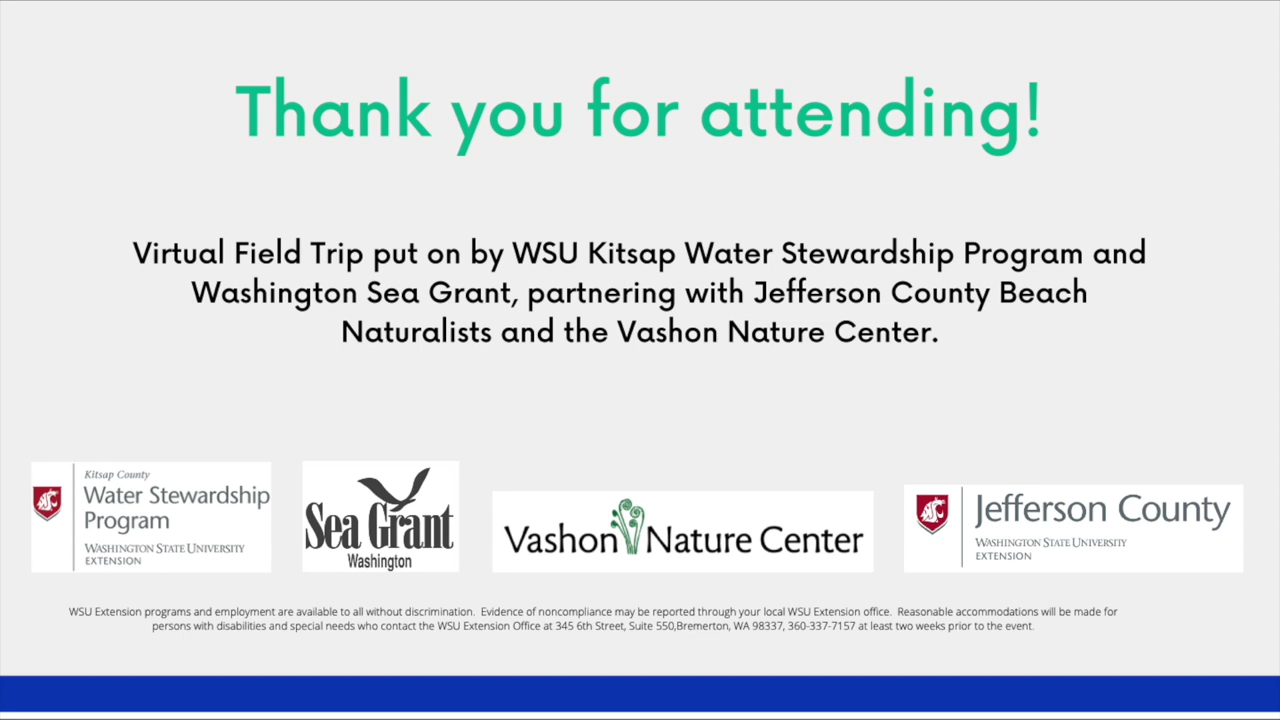 Thank you for attending!
Virtual Field Trip put on by WSU Kitsap Water Stewardship Program and
Washington Sea Grant, partnering with Jefferson County Beach
Naturalists and the Vashon Nature Center.
Kitsap County
Water Stewardship
Program
WASHINGTON STATE UNIVERSITY
EXTENSION
Sea Grant
Washington
Vashon Nature Center
Jefferson County
WASHINGTON STATE UNIVERSITY
EXTENSION
WSU Extension programs and employment are available to all without discrimination. Evidence of noncompliance may be reported through your local WSU Extension office. Reasonable accommodations will be made for
persons with disabilities and special needs who contact the WSU Extension Office at 345 6th Street, Suite 550,Bremerton, WA 98337, 360-337-7157 at least two weeks prior to the event.